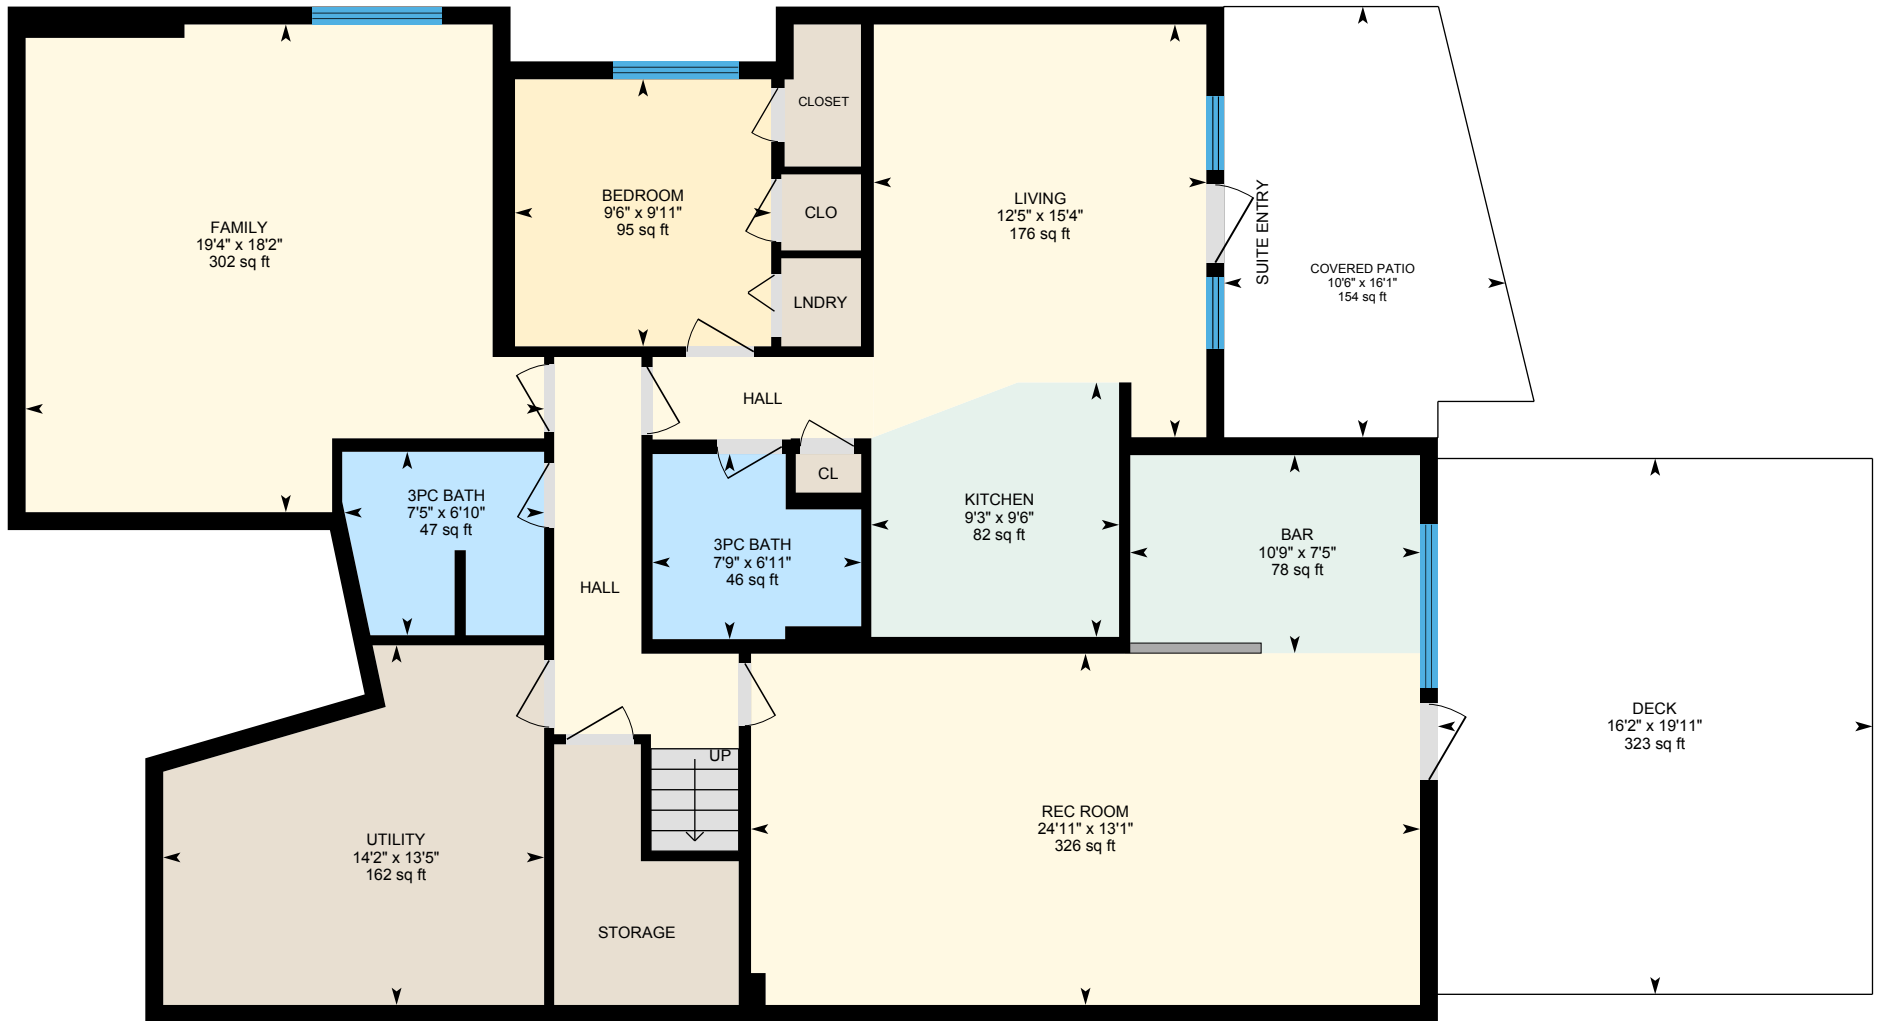 FAMILY
19'4" x 18'2"
302 sq ft
BEDROOM
9'6" x 9'11"
95 sq ft
CLOSET
CLO
LNDRY
LIVING
12'5" x 15'4"
176 sq ft
SUITE ENTRY
COVERED PATIO
10'6" x 16'1"
154 sq ft
HALL
3PC BATH
7'5" x 6'10"
47 sq ft
HALL
3PC BATH
7'9" x 6'11"
46 sq ft
CL
KITCHEN
9'3" x 9'6"
82 sq ft
BAR
10'9" x 7'5"
78 sq ft
DECK
16'2" x 19'11"
323 sq ft
UP
UTILITY
14'2" x 13'5"
162 sq ft
STORAGE
REC ROOM
24'11" x 13'1"
326 sq ft